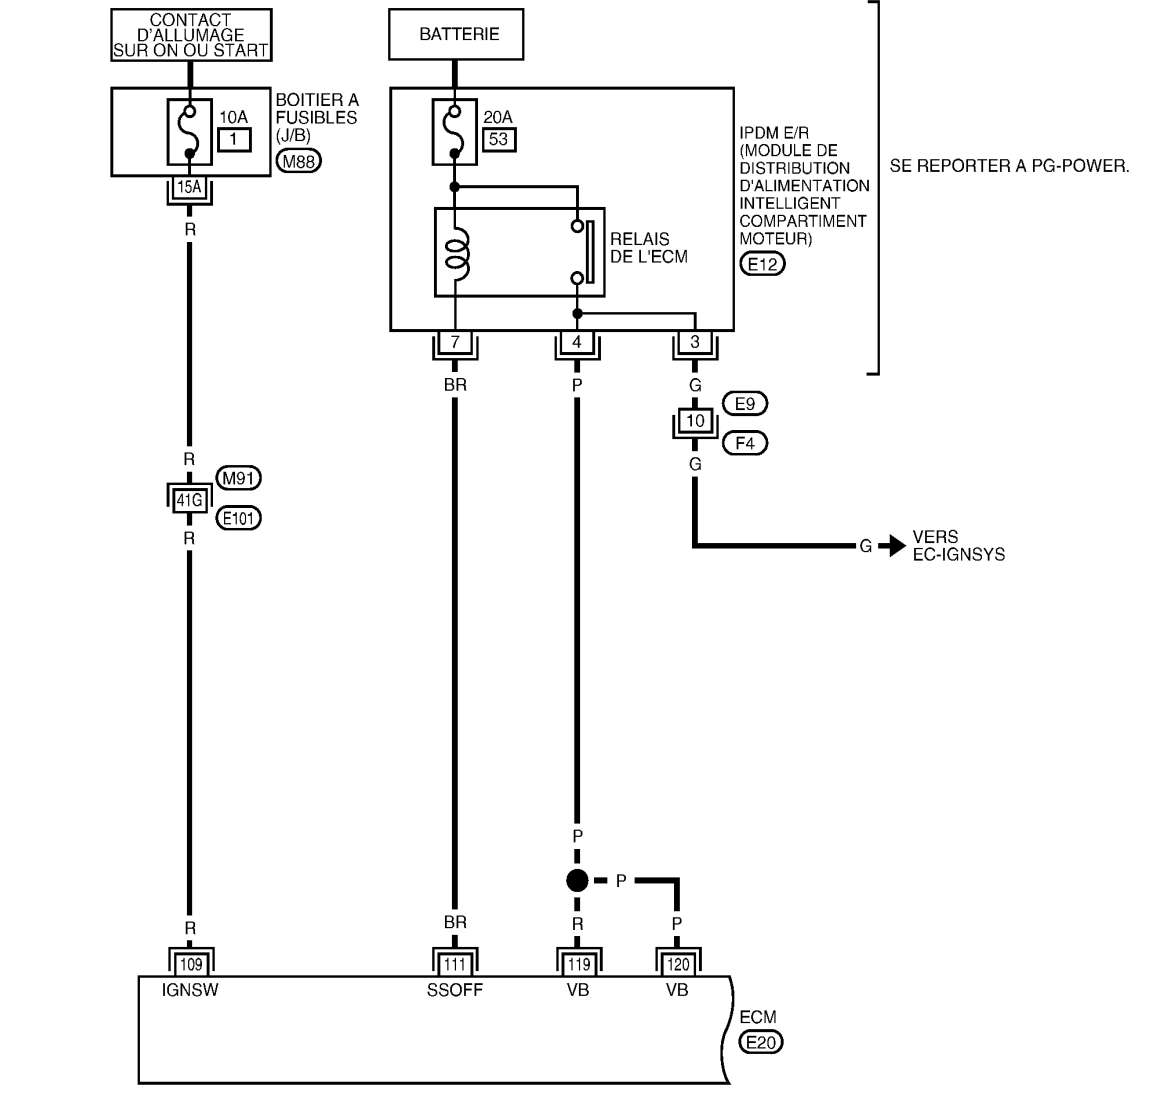 CONTACT
D'ALLUMAGE
SUR ON OU START
BATTERIE
10A
1
BOITIER A
FUSIBLES
(J/B)
M88
15A
R
20A
53
RELAIS
DE L'ECM
IPDM E/R
(MODULE DE
DISTRIBUTION
D'ALIMENTATION
INTELLIGENT
COMPARTIMENT
MOTEUR)
E12
SE REPORTER A PG-POWER.
7
4
3
BR
P
G
10
E9
F4
G
R
41G
M91
E101
R
G
VERS
EC-IGNSYS
P
P
R
BR
R
P
109
111
119
120
IGNSW
SSOFF
VB
VB
ECM
E20